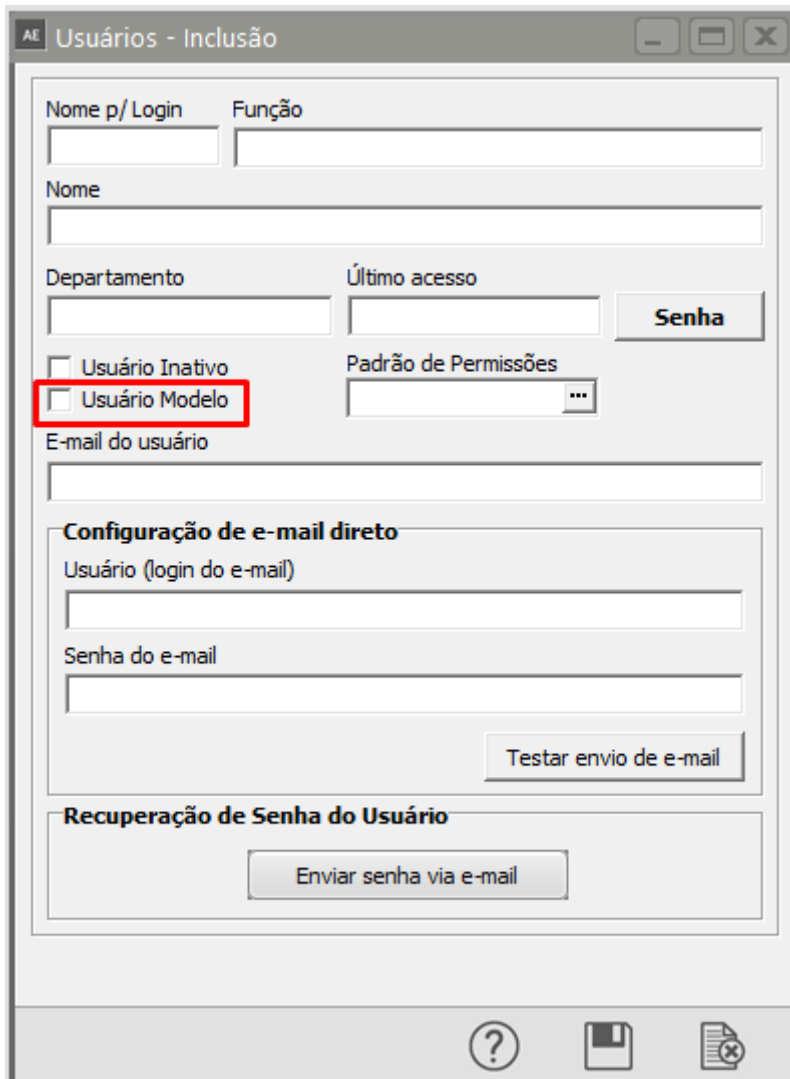 AE Usuários - Inclusão
Nome p/ Login Função
Nome
Departamento Último acesso
Senha
Usuário Inativo Padrão de Permissões
Usuário Modelo ...
E-mail do usuário
Configuração de e-mail direto
Usuário (login do e-mail)
Senha do e-mail
Testar envio de e-mail
Recuperação de Senha do Usuário
Enviar senha via e-mail
?